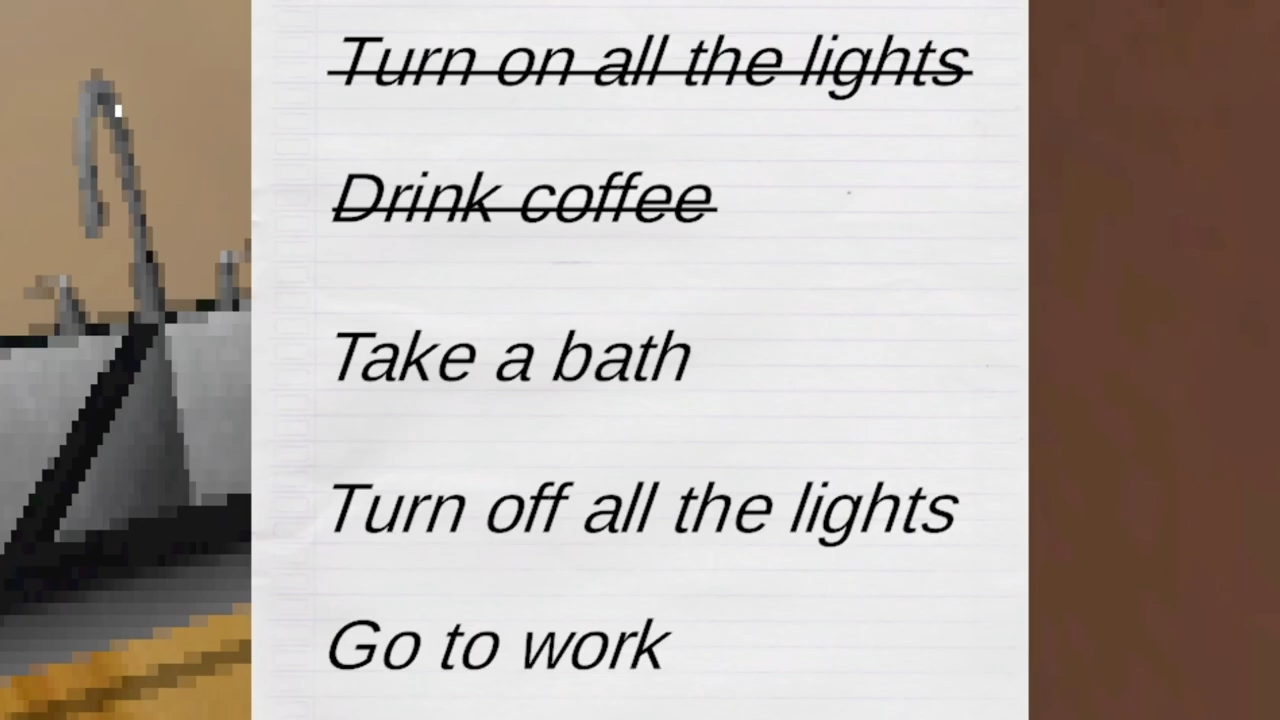 Turn on all the lights
Drink coffee
Take a bath
Turn off all the lights
Go to work